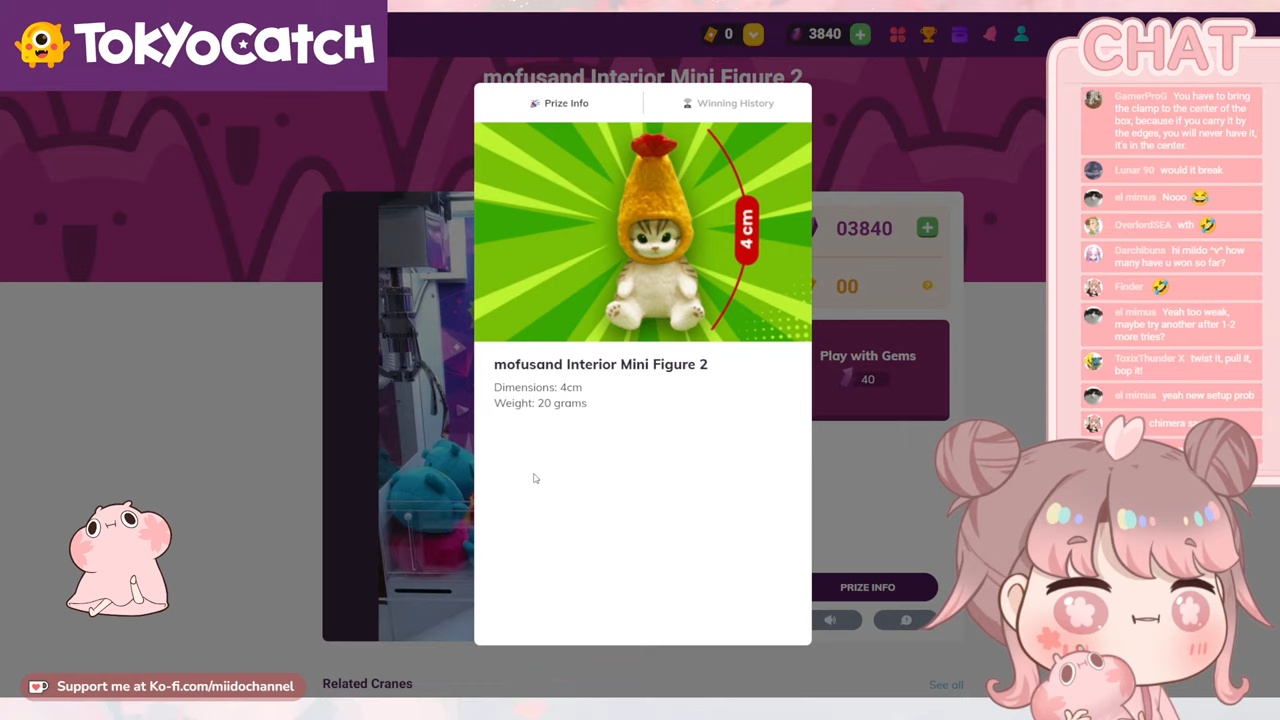 TOKYOCATCH
0
3840
mofusand Interior Mini Figure 2
Prize Info
Winning History
4 cm
mofusand Interior Mini Figure 2
Dimensions: 4cm
Weight: 20 grams
03840
00
Play with Gems
40
PRIZE INFO
Related Cranes
See all
Support me at Ko-fi.com/miidochannel
CHAT
GamerProG You have to bring
the clamp to the center of the
box, because if you carry it by
the edges, you will never have it,
it's in the center.
Lunar 90 would it break
el mimus Nooo 😂
OverlordSEA wth 🤣
Darchibuns hi miido ^v^ how
many have u won so far?
Finder 🤣
el mimus Yeah too weak,
maybe try another after 1-2
more tries?
ToxixThunder X twist it, pull it,
bop it!
el mimus yeah new setup prob
chimera